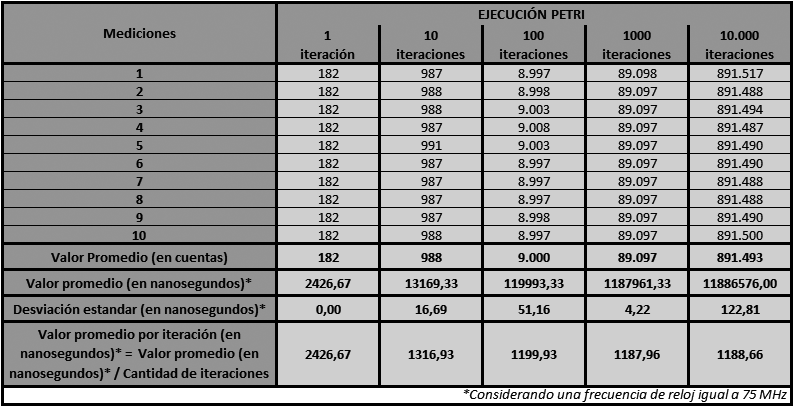 EJECUCIÓN PETRI
Mediciones 1 10 100 1000 10.000
iteración iteraciones iteraciones iteraciones iteraciones
1 182 987 8.997 89.098 891.517
2 182 988 8.998 89.097 891.488
3 182 988 9.003 89.097 891.494
4 182 987 9.008 89.097 891.487
5 182 991 9.003 89.097 891.490
6 182 987 8.997 89.097 891.490
7 182 987 8.997 89.097 891.488
8 182 987 8.997 89.097 891.488
9 182 987 8.998 89.097 891.490
10 182 988 8.997 89.097 891.500
Valor Promedio (en cuentas) 182 988 9.000 89.097 891.493
Valor promedio (en nanosegundos)* 2426,67 13169,33 119993,33 1187961,33 11886576,00
Desviación estandar (en nanosegundos)* 0,00 16,69 51,16 4,22 122,81
Valor promedio por iteración (en
nanosegundos)* = Valor promedio (en
nanosegundos)* / Cantidad de iteraciones
2426,67 1316,93 1199,93 1187,96 1188,66
*Considerando una frecuencia de reloj igual a 75 MHz